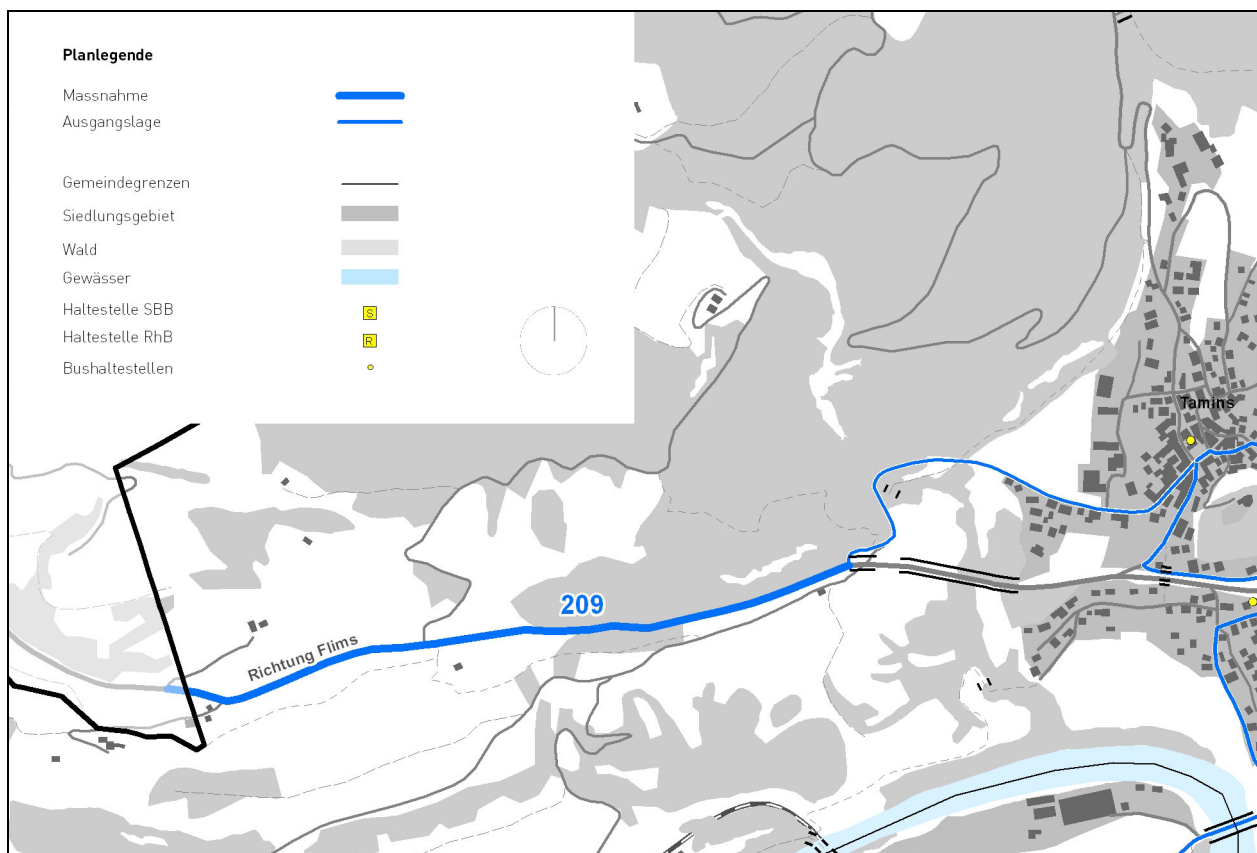 Planlegende
Massnahme
Ausgangslage
Gemeindegrenzen
Siedlungsgebiet
Wald
Gewässer
Haltestelle SBB
S
Haltestelle RhB
R
Bushaltestellen
Tamins
209
Richtung Flims